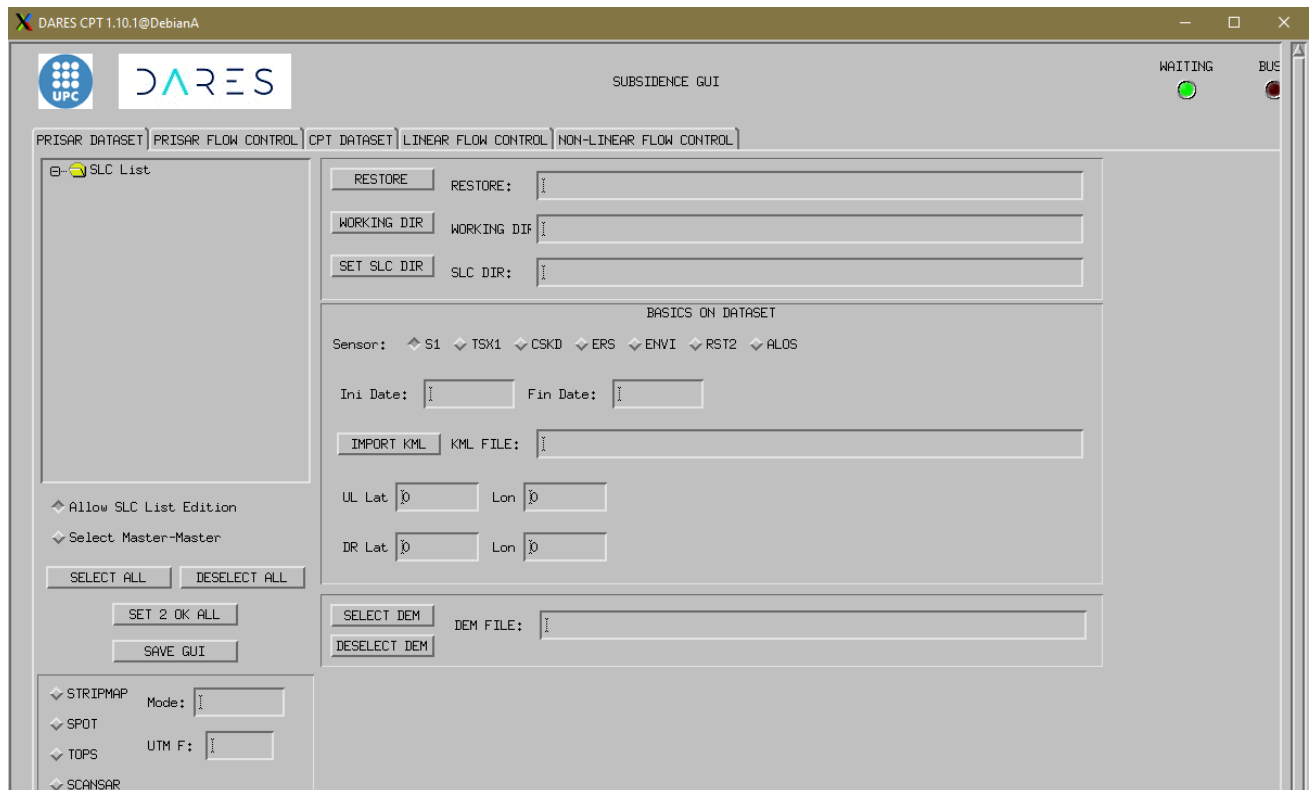 DARES CPT 1.10.1@DebianA
UPC
DARES
SUBSIDENCE GUI
WAITING
BUS
PRISAR DATASET PRISAR FLOW CONTROL CPT DATASET LINEAR FLOW CONTROL NON-LINEAR FLOW CONTROL
SLC List
RESTORE RESTORE:
WORKING DIR WORKING DIR
SET SLC DIR SLC DIR:
BASICS ON DATASET
Sensor: S1 TSX1 CSKD ERS ENVI RST2 ALOS
Ini Date: Fin Date:
IMPORT KML KML FILE:
UL Lat 0 Lon 0
DR Lat 0 Lon 0
Allow SLC List Edition
Select Master-Master
SELECT ALL DESELECT ALL
SET 2 OK ALL
SAVE GUI
SELECT DEM DEM FILE:
DESELECT DEM
STRIPMAP Mode:
SPOT
UTM F:
TOPS
SCANSAR